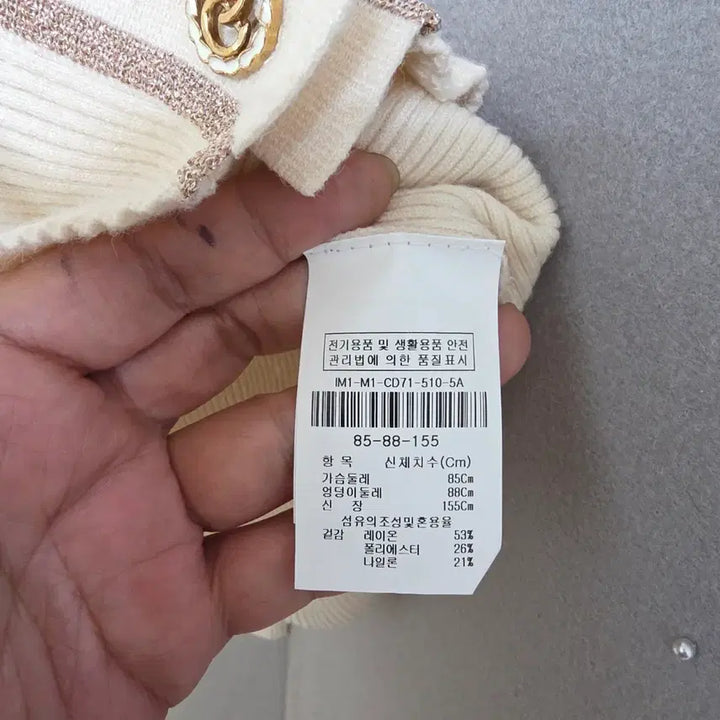 전기용품 및 생활용품 안전
관리법에 의한 품질표시
IM1-M1-CD71-510-5A
85-88-155
항 목 신체치수(Cm)
가슴둘레 85Cm
엉덩이둘레 88Cm
신 장 155Cm
섬유의조성및혼용율
겉감 레이온 53%
폴리에스터 26%
나일론 21%